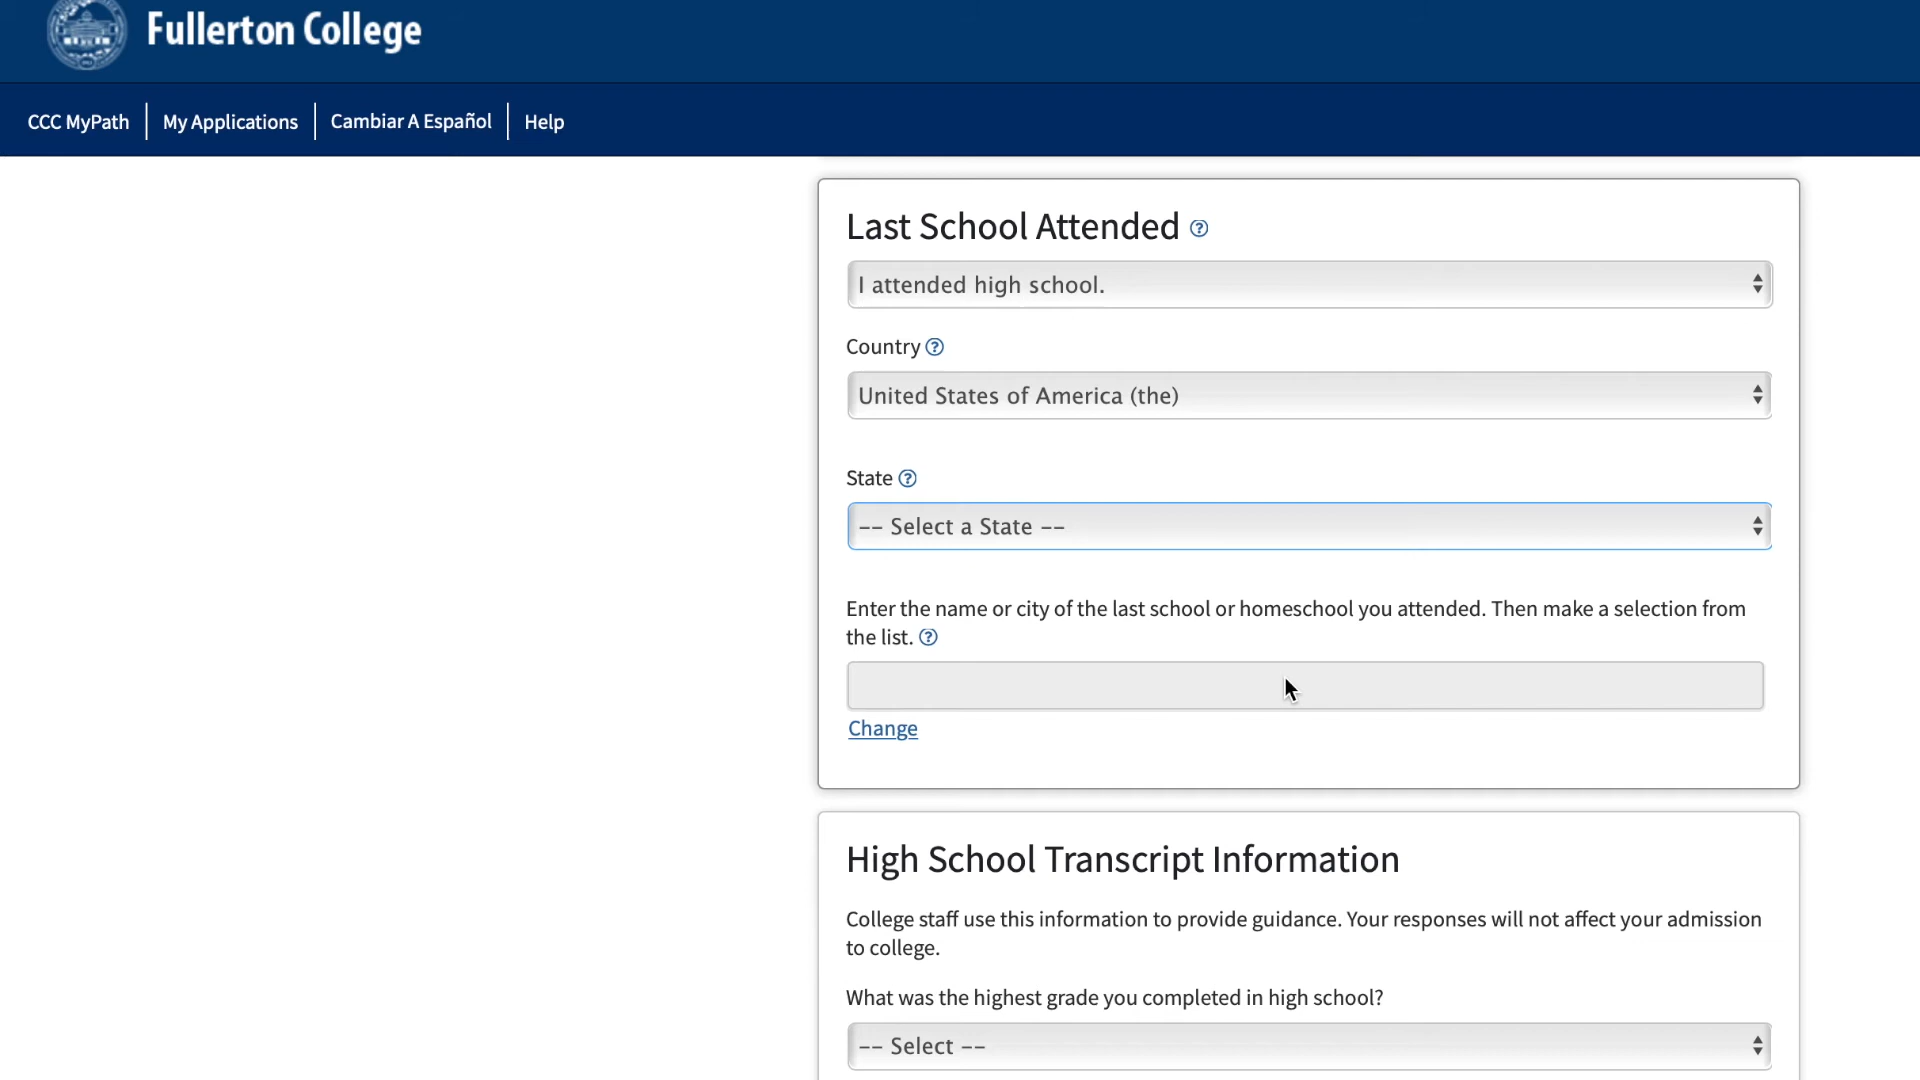 Fullerton College
CCC MyPath
My Applications
Cambiar A Español
Help
Last School Attended
I attended high school.
Country
United States of America (the)
State
-- Select a State --
Enter the name or city of the last school or homeschool you attended. Then make a selection from
the list.
Change
High School Transcript Information
College staff use this information to provide guidance. Your responses will not affect your admission
to college.
What was the highest grade you completed in high school?
-- Select --